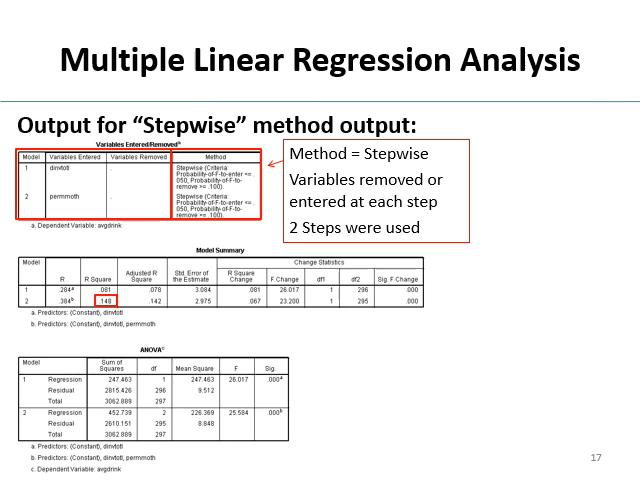 Multiple Linear Regression Analysis
Output for “Stepwise” method output:
Variables Entered/Removed
Model Variables Entered Variables Removed Method
1 dinvtotl . Stepwise (Criteria:
Probability-of-F-to-enter <= .
050, Probability-of-F-to-
remove >= .100).
2 permmoth . Stepwise (Criteria:
Probability-of-F-to-enter <= .
050, Probability-of-F-to-
remove >= .100).
a. Dependent Variable: avgdrink
Method = Stepwise
Variables removed or
entered at each step
2 Steps were used
Model Summary
Model Change Statistics
R R Square Adjusted R Square Std. Error of the Estimate R Square Change F Change df1 df2 Sig. F Change
1 .284a .081 .078 3.084 .081 26.017 1 296 .000
2 .384b .148 .142 2.975 .067 23.200 1 295 .000
a. Predictors: (Constant), dinvtotl
b. Predictors: (Constant), dinvtotl, permmoth
ANOVAc
Model Sum of Squares df Mean Square F Sig.
1 Regression 247.463 1 247.463 26.017 .000a
Residual 2815.426 296 9.512
Total 3062.889 297
2 Regression 452.739 2 226.369 25.584 .000b
Residual 2610.151 295 8.848
Total 3062.889 297
a. Predictors: (Constant), dinvtotl
b. Predictors: (Constant), dinvtotl, permmoth
c. Dependent Variable: avgdrink
17